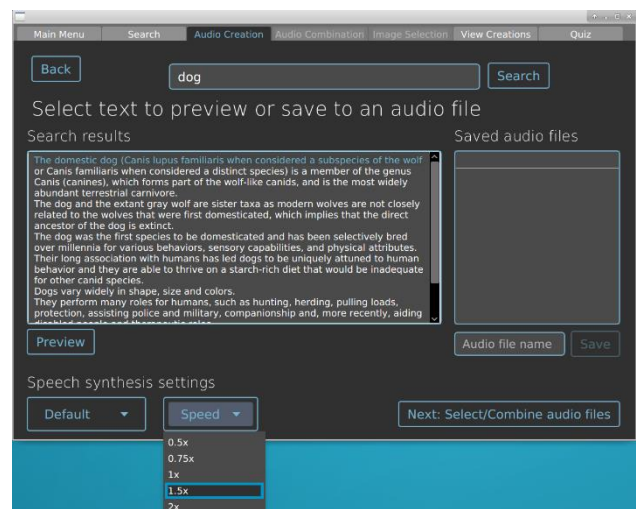 Main Menu
Search
Audio Creation
Audio Combination
Image Selection
View Creations
Quiz
Back
dog
Search
Select text to preview or save to an audio file
Search results
Saved audio files
The domestic dog (Canis lupus familiaris when considered a subspecies of the wolf
or Canis familiaris when considered a distinct species) is a member of the genus
Canis (canines), which forms part of the wolf-like canids, and is the most widely
abundant terrestrial carnivore.
The dog and the extant gray wolf are sister taxa as modern wolves are not closely
related to the wolves that were first domesticated, which implies that the direct
ancestor of the dog is extinct.
The dog was the first species to be domesticated and has been selectively bred
over millennia for various behaviors, sensory capabilities, and physical attributes.
Their long association with humans has led dogs to be uniquely attuned to human
behavior and they are able to thrive on a starch-rich diet that would be inadequate
for other canid species.
Dogs vary widely in shape, size and colors.
They perform many roles for humans, such as hunting, herding, pulling loads,
protection, assisting police and military, companionship and, more recently, aiding
disabled people and therapeutic roles.
Preview
Audio file name
Save
Speech synthesis settings
Default
Speed
Next: Select/Combine audio files
0.5x
0.75x
1x
1.5x
2x